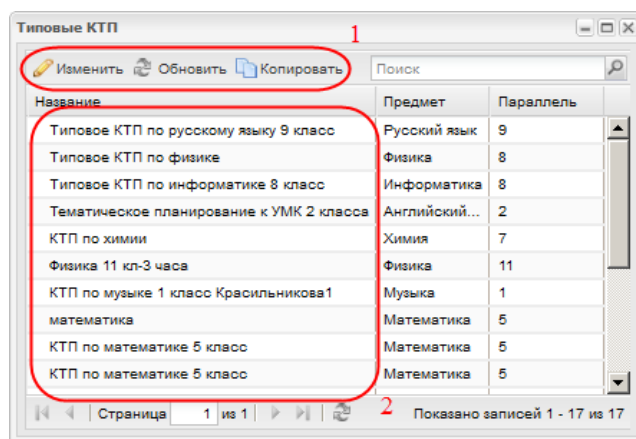 Типовые КТП
1
Изменить Обновить Копировать Поиск
Название Предмет Параллель
Типовое КТП по русскому языку 9 класс Русский язык 9
Типовое КТП по физике Физика 8
Типовое КТП по информатике 8 класс Информатика 8
Тематическое планирование к УМК 2 класса Английский... 2
КТП по химии Химия 7
Физика 11 кл-3 часа Физика 11
КТП по музыке 1 класс Красильникова1 Музыка 1
математика Математика 5
КТП по математике 5 класс Математика 5
КТП по математике 5 класс Математика 5
2
Страница 1 из 1 Показано записей 1 - 17 из 17